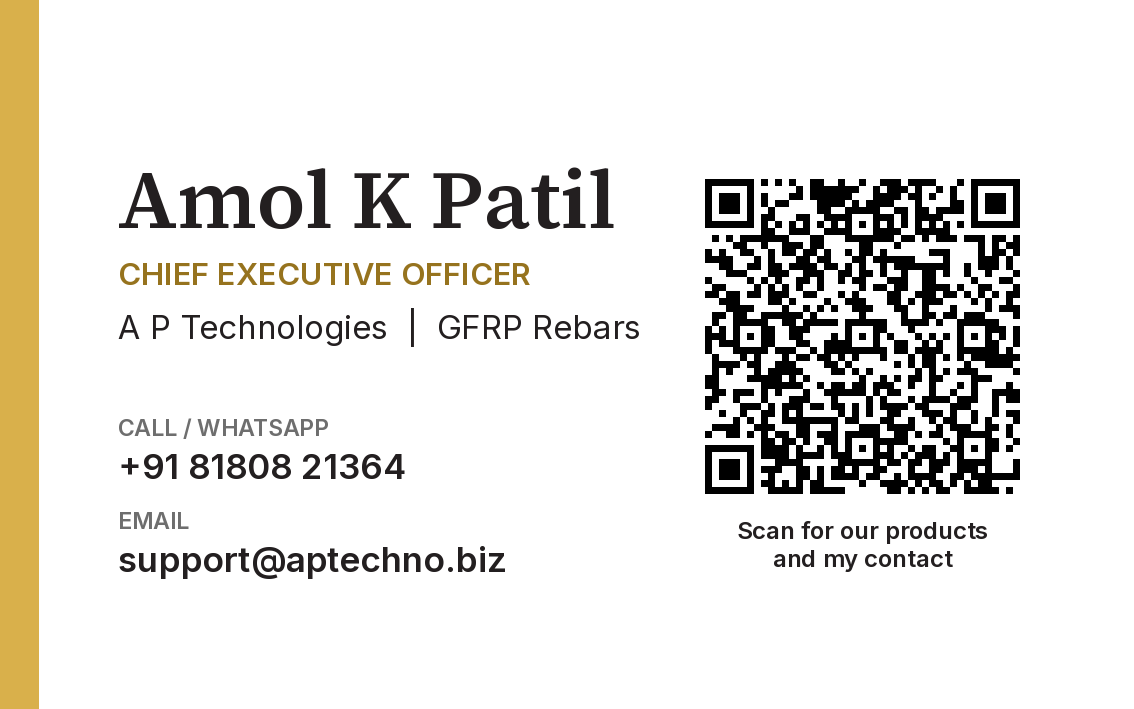 Amol K Patil
CHIEF EXECUTIVE OFFICER
A P Technologies | GFRP Rebars
CALL / WHATSAPP
+91 81808 21364
EMAIL
support@aptechno.biz
Scan for our products
and my contact